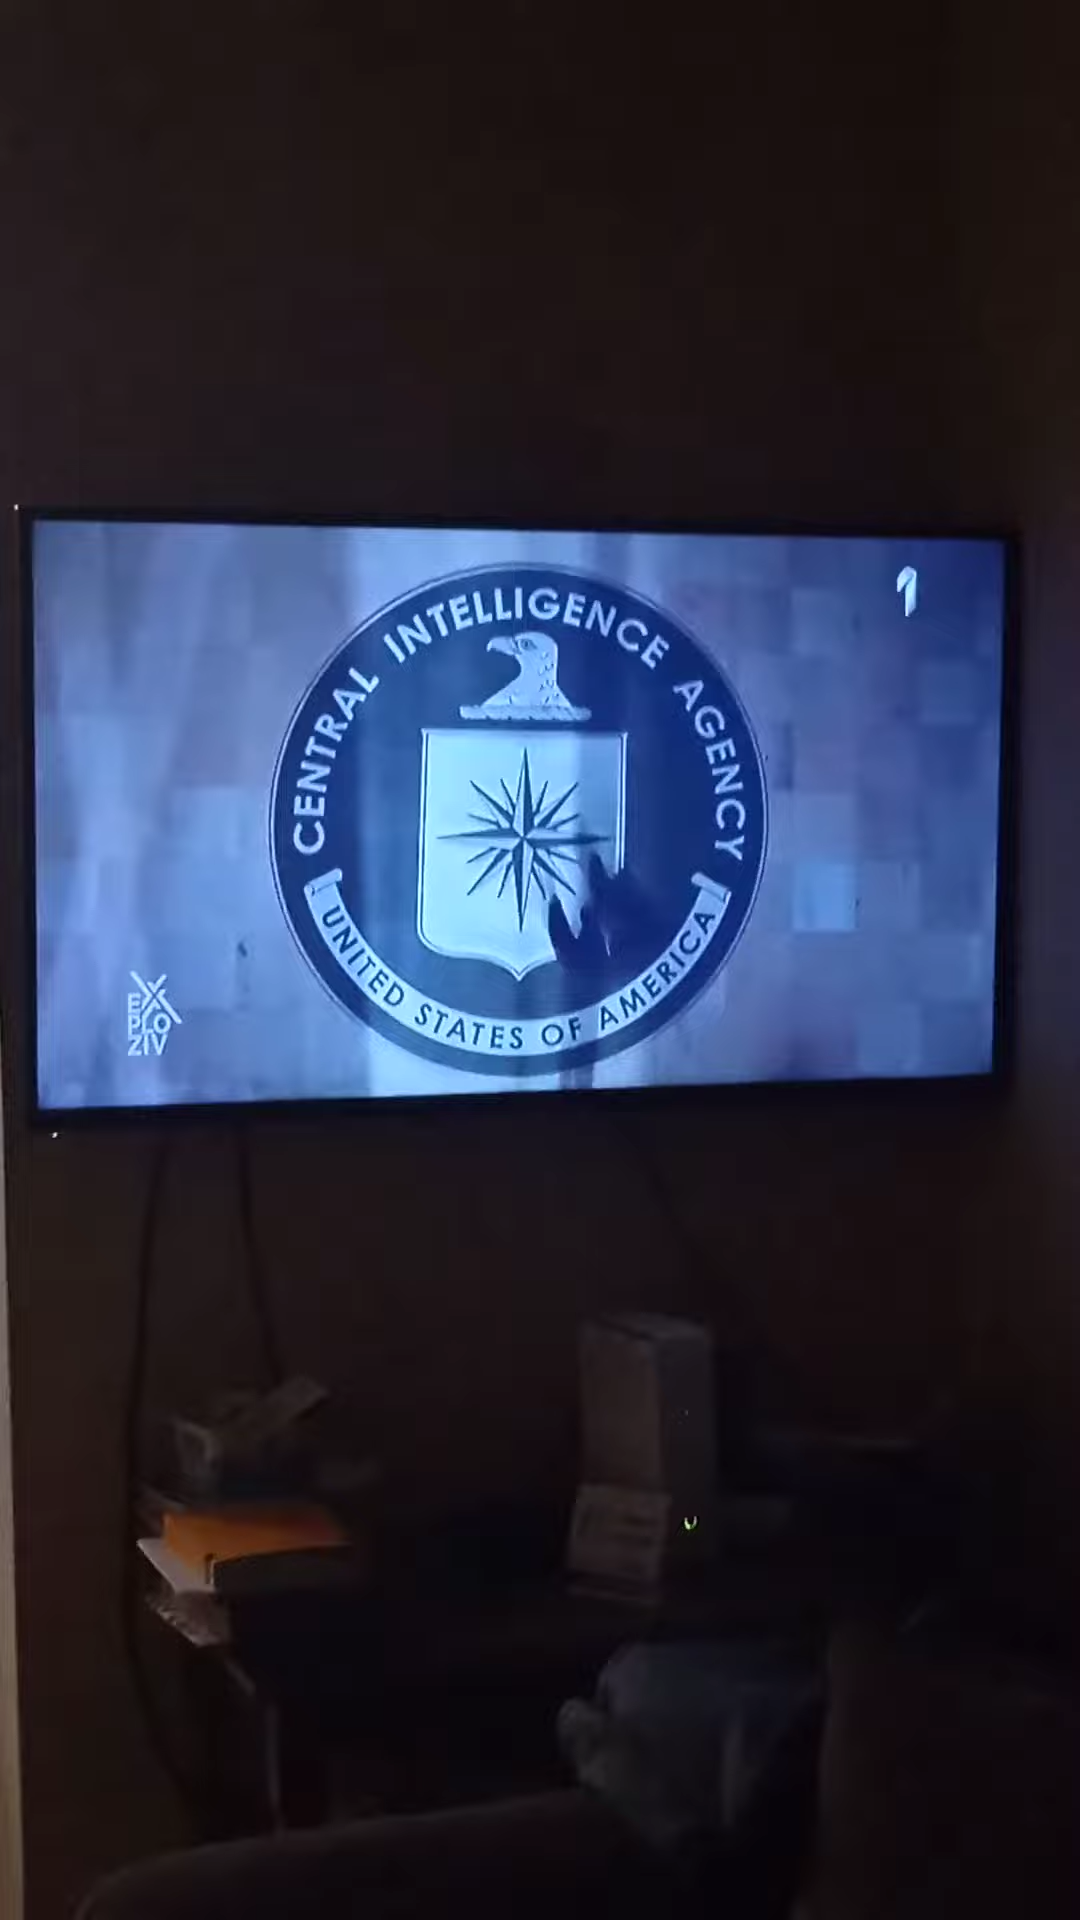 1
CENTRAL INTELLIGENCE AGENCY
UNITED STATES OF AMERICA
EX
PLO
ZIV